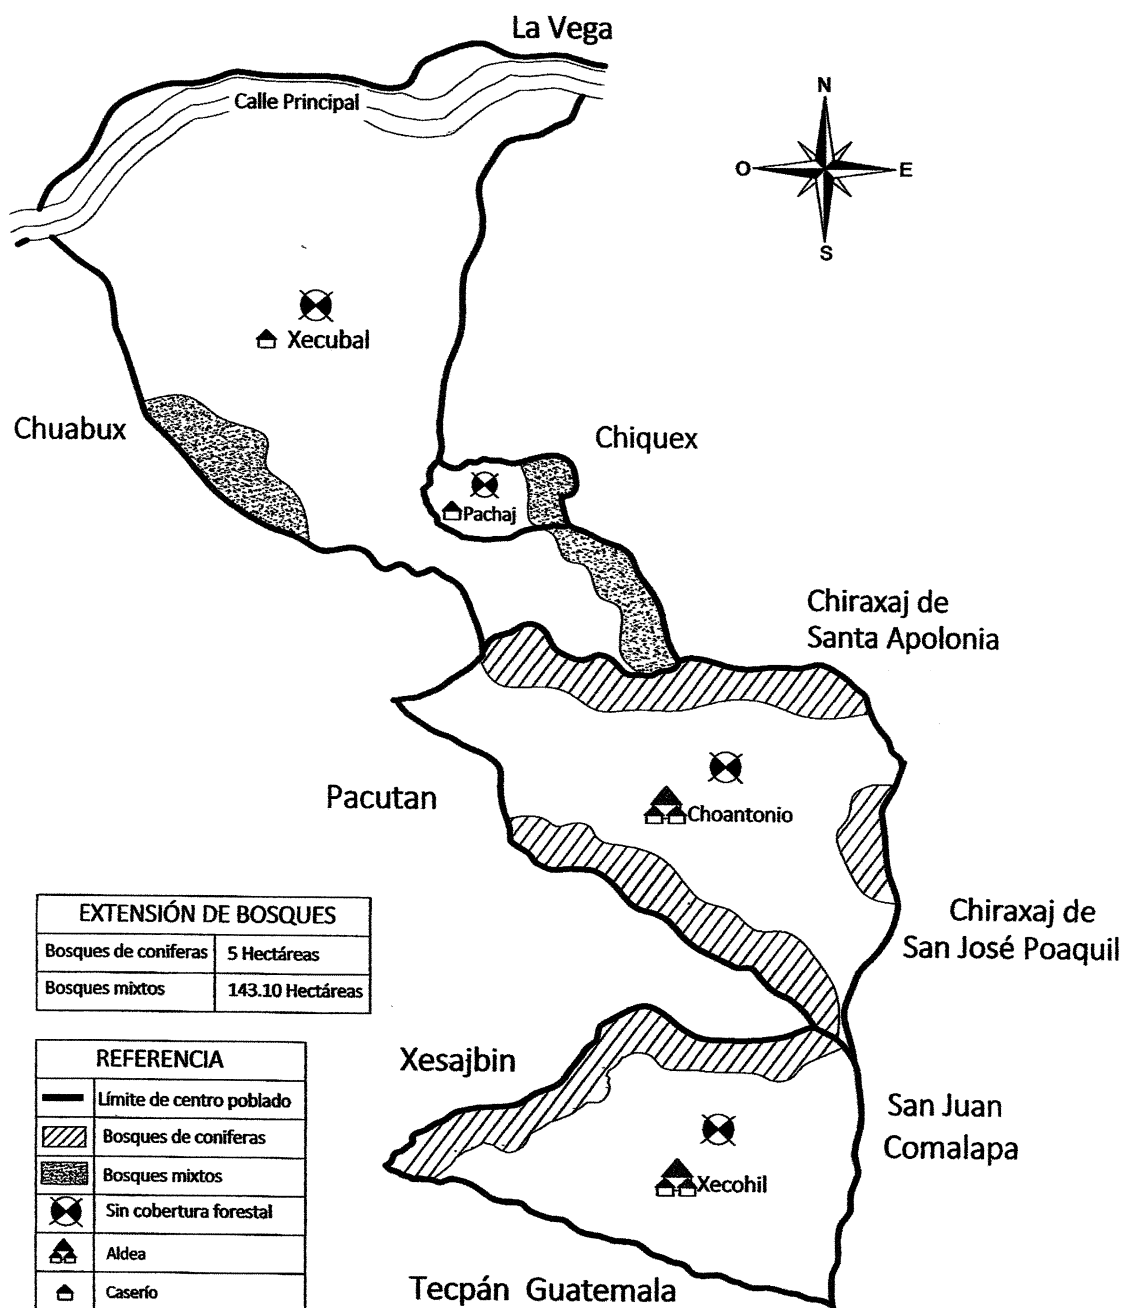 La Vega
Calle Principal
N
O
E
S
Xecubal
Chuabux
Chiquex
Pachaj
Chiraxaj de
Santa Apolonia
Pacutan
Choantonio
Chiraxaj de
San José Poaquil
EXTENSIÓN DE BOSQUES
Bosques de coniferas 5 Hectáreas
Bosques mixtos 143.10 Hectáreas
Xesajbin
San Juan
Comalapa
Xecohil
Tecpán Guatemala
REFERENCIA
Límite de centro poblado
Bosques de coniferas
Bosques mixtos
Sin cobertura forestal
Aldea
Caserío